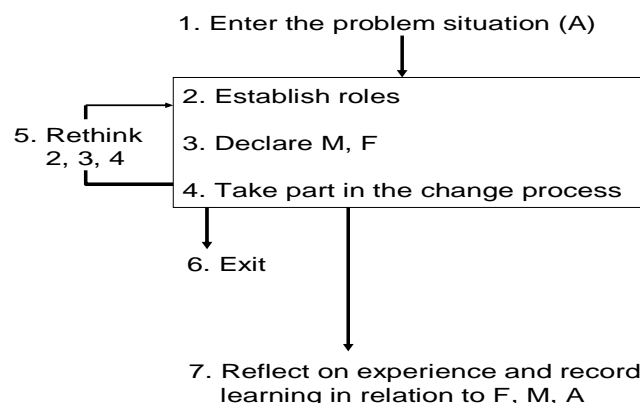 1. Enter the problem situation (A)
2. Establish roles
3. Declare M, F
4. Take part in the change process
5. Rethink
2, 3, 4
6. Exit
7. Reflect on experience and record
learning in relation to F, M, A